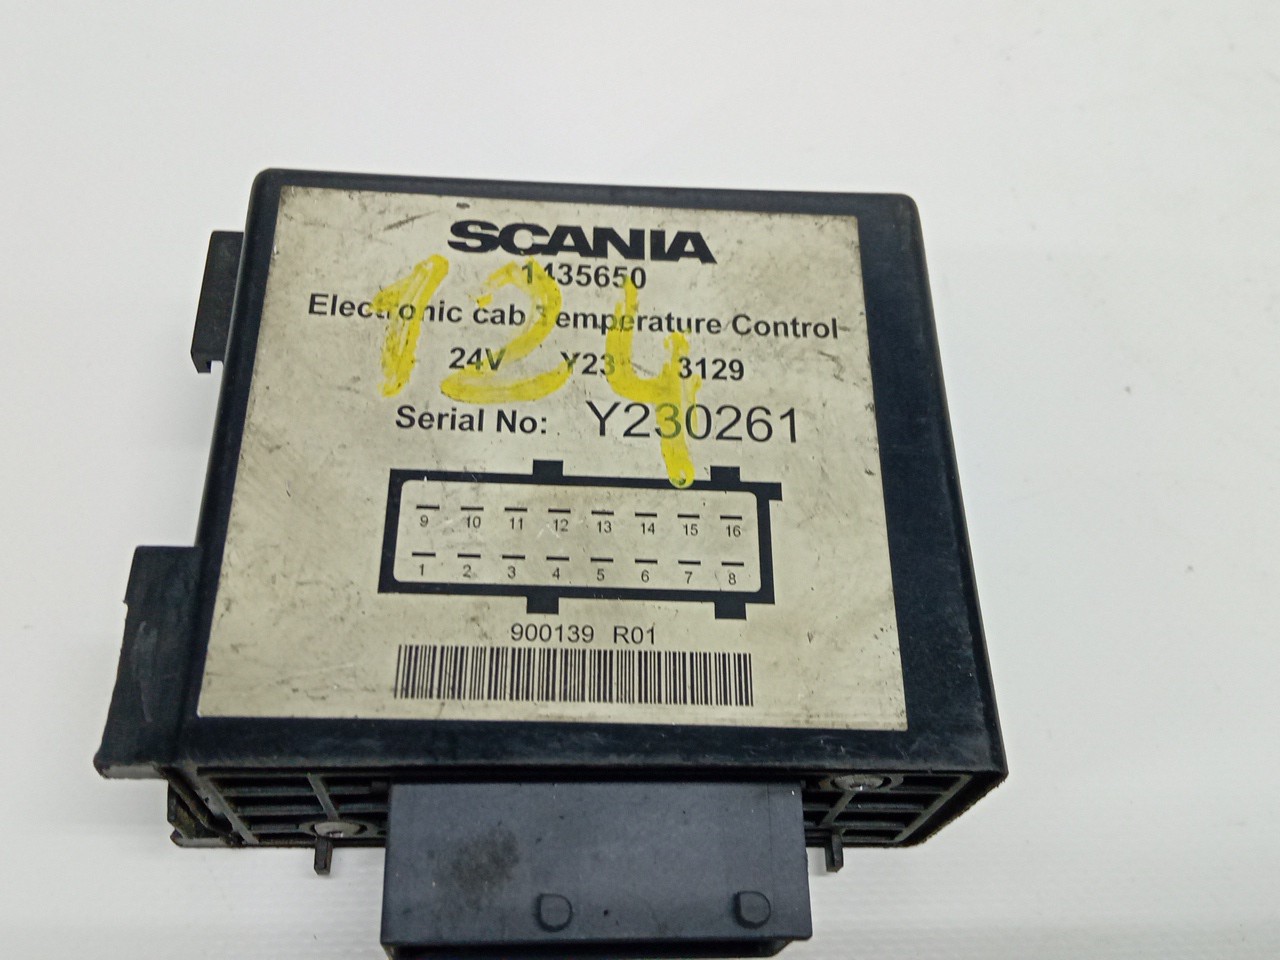 SCANIA
1435650
124
Electronic cab Temperature Control
24V Y23 3129
Serial No: Y230261
9 10 11 12 13 14 15 16
1 2 3 4 5 6 7 8
900139 R01